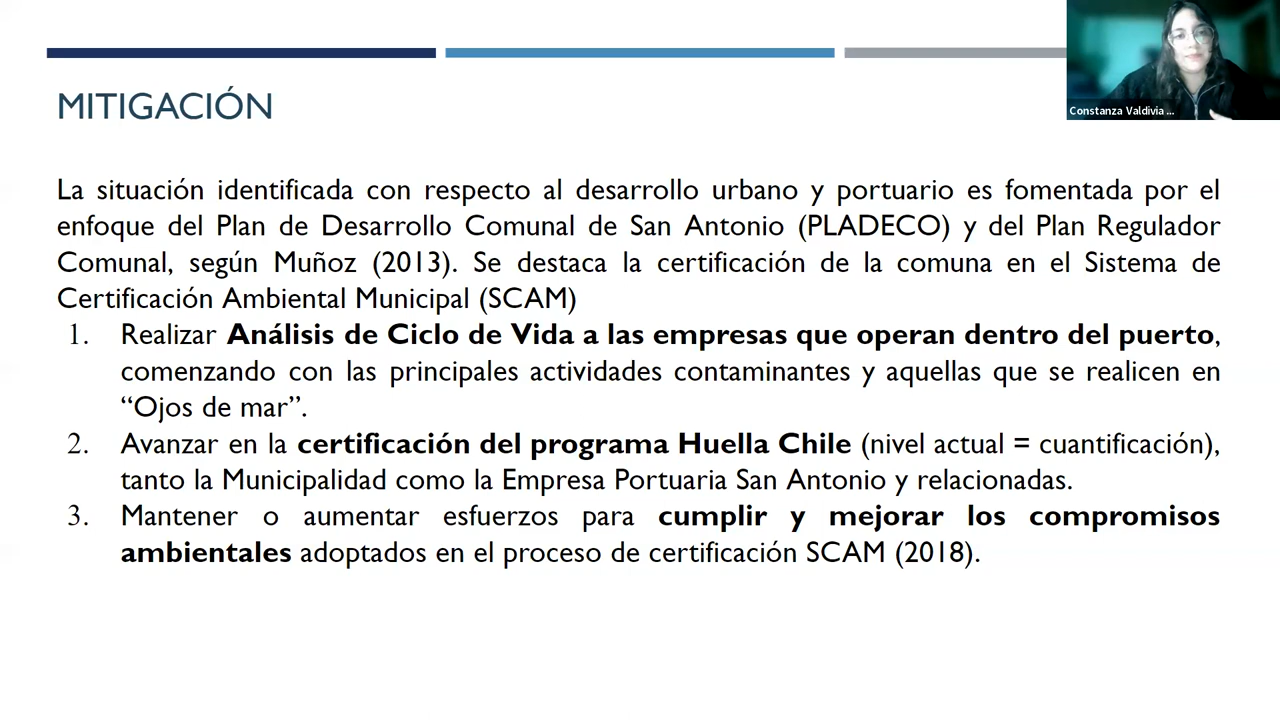 Constanza Valdivia ...
MITIGACIÓN
La situación identificada con respecto al desarrollo urbano y portuario es fomentada por el
enfoque del Plan de Desarrollo Comunal de San Antonio (PLADECO) y del Plan Regulador
Comunal, según Muñoz (2013). Se destaca la certificación de la comuna en el Sistema de
Certificación Ambiental Municipal (SCAM)
1. Realizar Análisis de Ciclo de Vida a las empresas que operan dentro del puerto,
comenzando con las principales actividades contaminantes y aquellas que se realicen en
“Ojos de mar”.
2. Avanzar en la certificación del programa Huella Chile (nivel actual = cuantificación),
tanto la Municipalidad como la Empresa Portuaria San Antonio y relacionadas.
3. Mantener o aumentar esfuerzos para cumplir y mejorar los compromisos
ambientales adoptados en el proceso de certificación SCAM (2018).